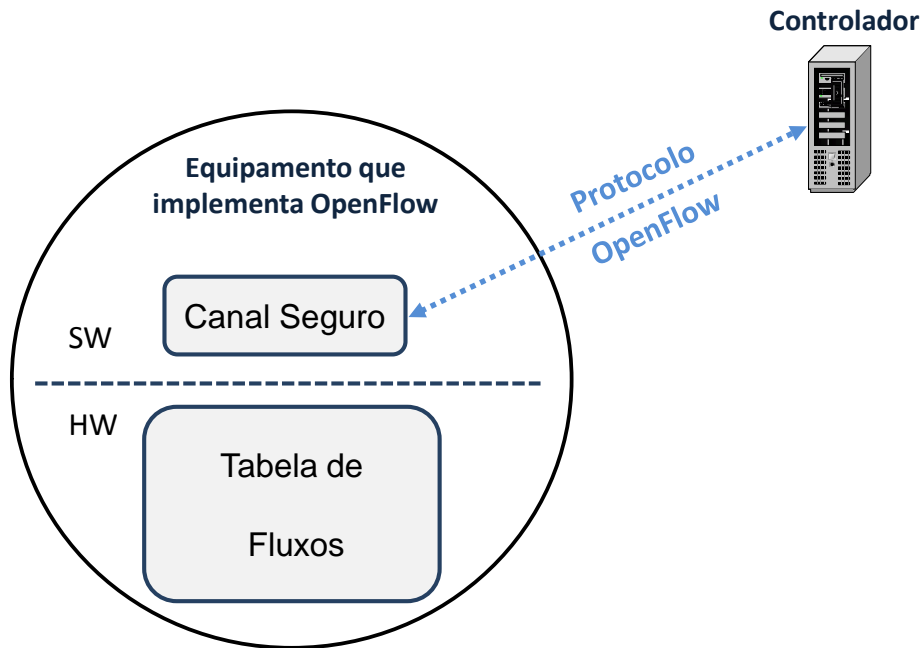 Controlador
Equipamento que
implementa OpenFlow
Protocolo
OpenFlow
Canal Seguro
SW
HW
Tabela de
Fluxos